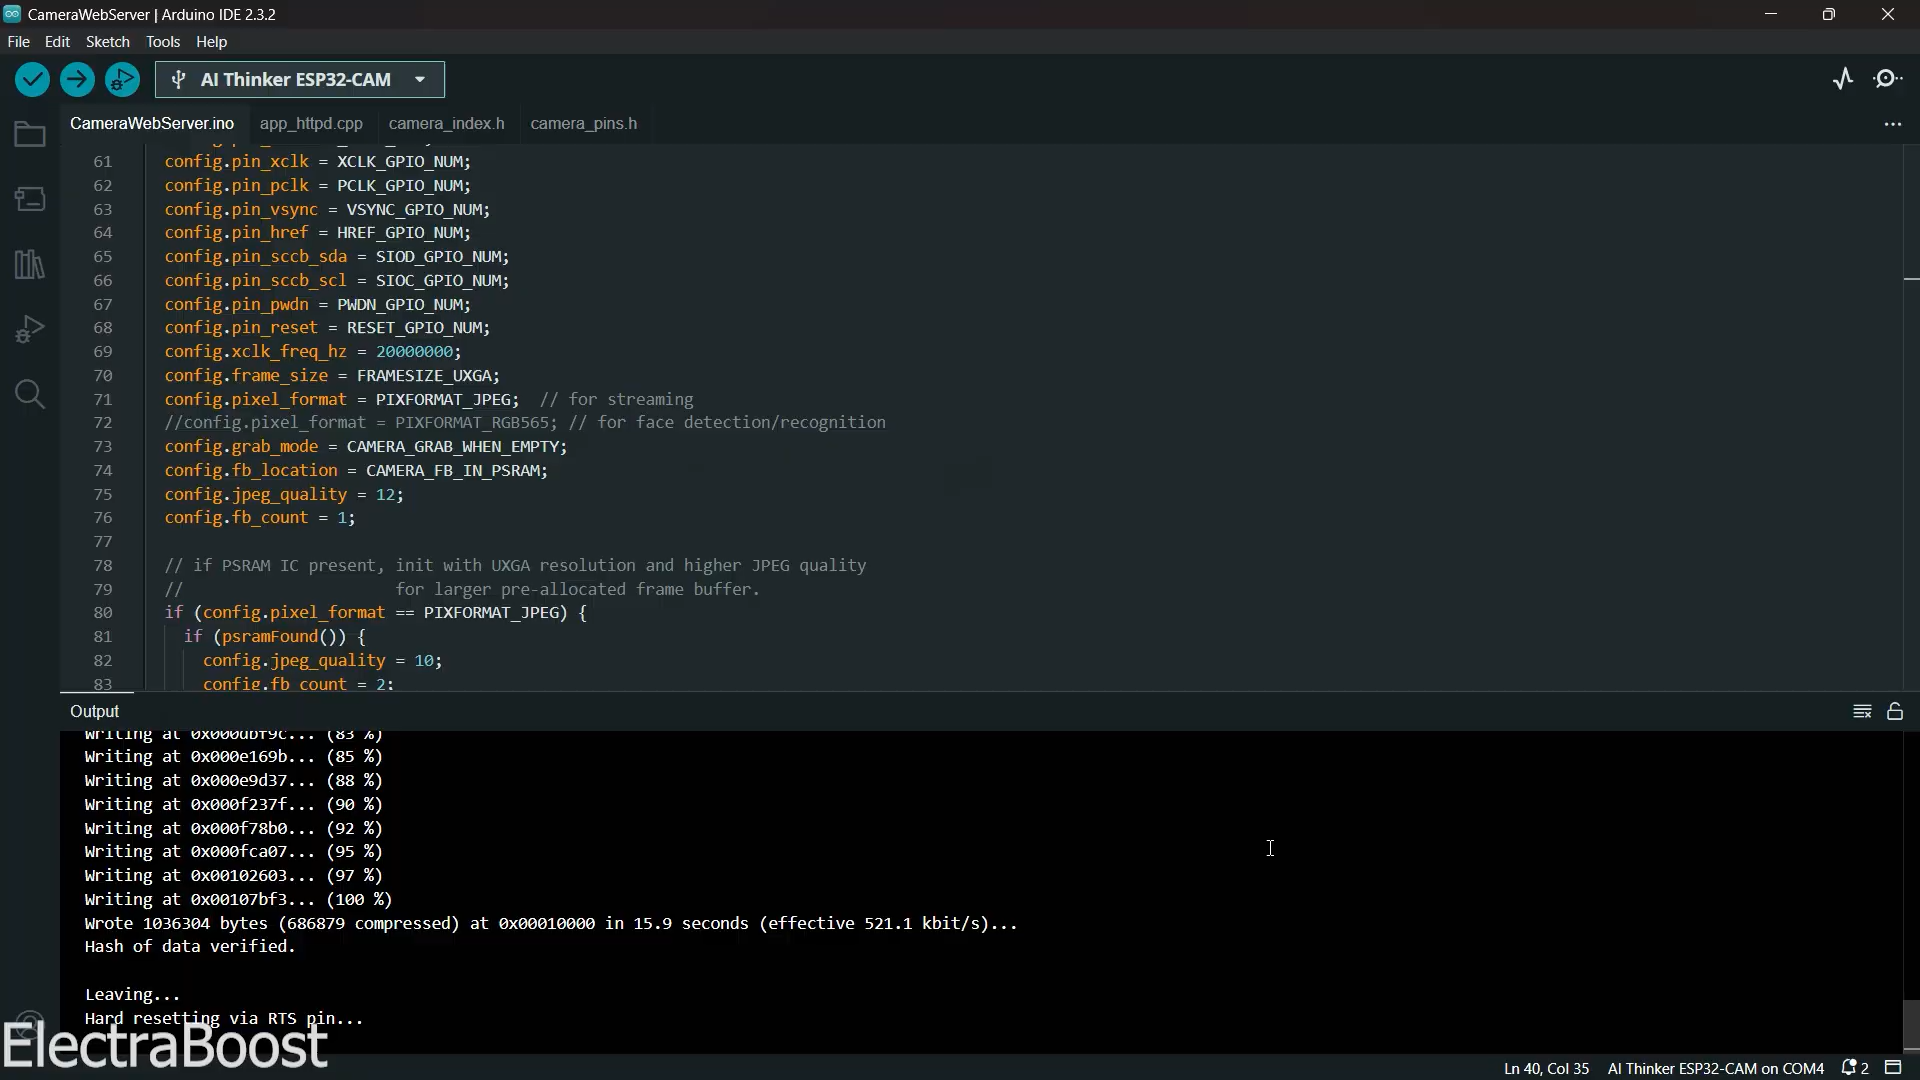 CameraWebServer | Arduino IDE 2.3.2
File Edit Sketch Tools Help
AI Thinker ESP32-CAM
CameraWebServer.ino app_httpd.cpp camera_index.h camera_pins.h
61 config.pin_xclk = XCLK_GPIO_NUM;
62 config.pin_pclk = PCLK_GPIO_NUM;
63 config.pin_vsync = VSYNC_GPIO_NUM;
64 config.pin_href = HREF_GPIO_NUM;
65 config.pin_sccb_sda = SIOD_GPIO_NUM;
66 config.pin_sccb_scl = SIOC_GPIO_NUM;
67 config.pin_pwdn = PWDN_GPIO_NUM;
68 config.pin_reset = RESET_GPIO_NUM;
69 config.xclk_freq_hz = 20000000;
70 config.frame_size = FRAMESIZE_UXGA;
71 config.pixel_format = PIXFORMAT_JPEG; // for streaming
72 //config.pixel_format = PIXFORMAT_RGB565; // for face detection/recognition
73 config.grab_mode = CAMERA_GRAB_WHEN_EMPTY;
74 config.fb_location = CAMERA_FB_IN_PSRAM;
75 config.jpeg_quality = 12;
76 config.fb_count = 1;
77
78 // if PSRAM IC present, init with UXGA resolution and higher JPEG quality
79 // for larger pre-allocated frame buffer.
80 if (config.pixel_format == PIXFORMAT_JPEG) {
81 if (psramFound()) {
82 config.jpeg_quality = 10;
83 config.fb_count = 2;
Output
Writing at 0x000dbf9c... (83 %)
Writing at 0x000e169b... (85 %)
Writing at 0x000e9d37... (88 %)
Writing at 0x000f237f... (90 %)
Writing at 0x000f78b0... (92 %)
Writing at 0x000fca07... (95 %)
Writing at 0x00102603... (97 %)
Writing at 0x00107bf3... (100 %)
Wrote 1036304 bytes (686879 compressed) at 0x00010000 in 15.9 seconds (effective 521.1 kbit/s)...
Hash of data verified.
Leaving...
Hard resetting via RTS pin...
ElectraBoost
Ln 40, Col 35 AI Thinker ESP32-CAM on COM4 2